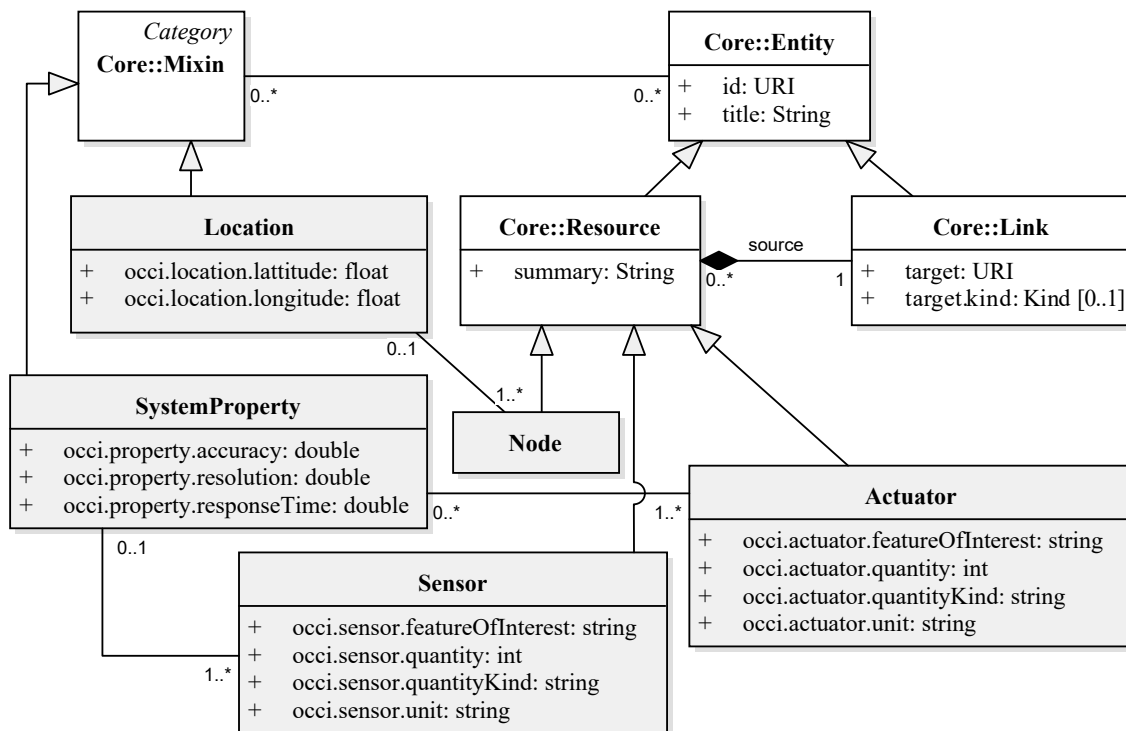 Category
Core::Mixin
0..*
0..*
Core::Entity
+ id: URI
+ title: String
Location
+ occi.location.lattitude: float
+ occi.location.longitude: float
Core::Resource
+ summary: String
source
0..*
1
Core::Link
+ target: URI
+ target.kind: Kind [0..1]
0..1
1..*
Node
SystemProperty
+ occi.property.accuracy: double
+ occi.property.resolution: double
+ occi.property.responseTime: double
0..*
1..*
Actuator
+ occi.actuator.featureOfInterest: string
+ occi.actuator.quantity: int
+ occi.actuator.quantityKind: string
+ occi.actuator.unit: string
0..1
1..*
Sensor
+ occi.sensor.featureOfInterest: string
+ occi.sensor.quantity: int
+ occi.sensor.quantityKind: string
+ occi.sensor.unit: string